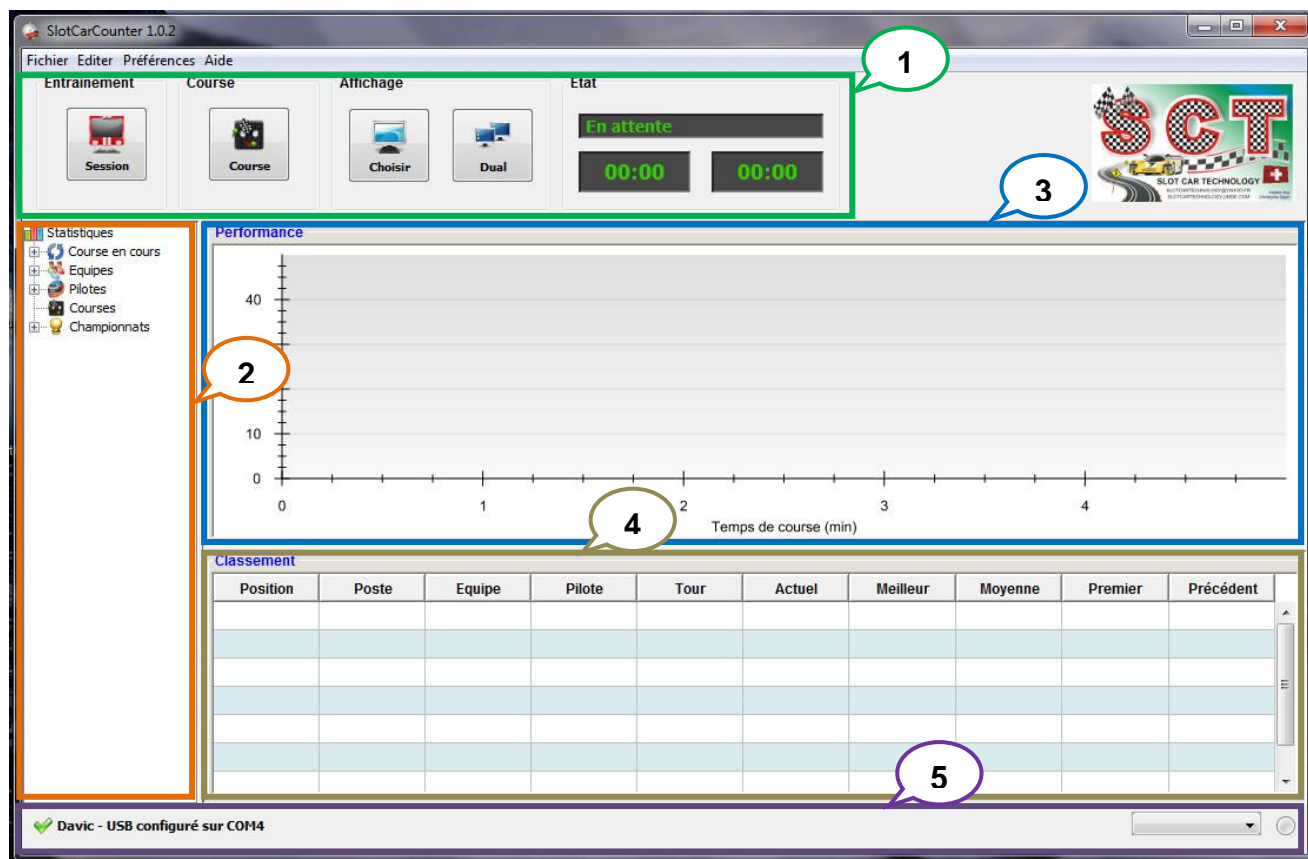 SlotCarCounter 1.0.2
Fichier Editer Préférences Aide
1
Entrainement Course Affichage Etat
En attente
Session Course Choisir Dual 00:00 00:00
SCT
SLOT CAR TECHNOLOGY
3
Statistiques
Course en cours
Equipes
Pilotes
Courses
Championnats
2
Performance
40
10
0
0 1 2 3 4
Temps de course (min)
4
Classement
Position Poste Equipe Pilote Tour Actuel Meilleur Moyenne Premier Précédent
5
Davic - USB configuré sur COM4